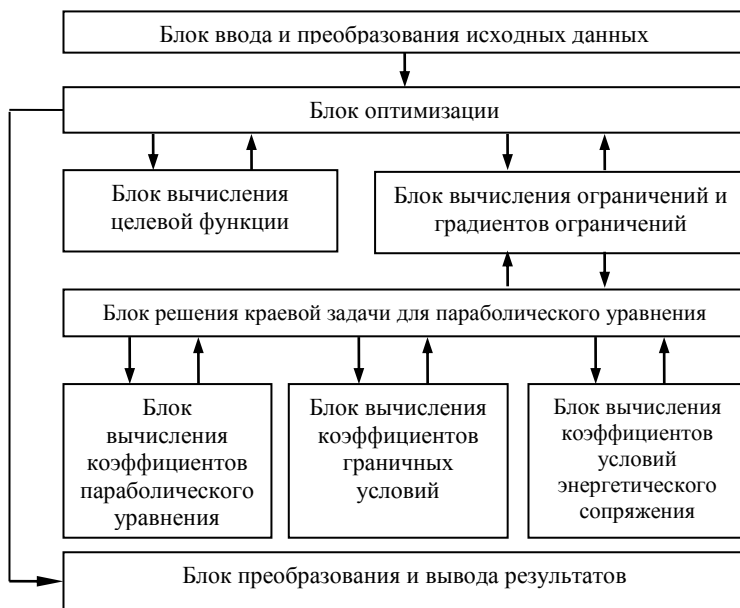 Блок ввода и преобразования исходных данных
Блок оптимизации
Блок вычисления
целевой функции
Блок вычисления ограничений и
градиентов ограничений
Блок решения краевой задачи для параболического уравнения
Блок
вычисления
коэффициентов
параболического
уравнения
Блок вычисления
коэффициентов
граничных
условий
Блок вычисления
коэффициентов
условий
энергетического
сопряжения
Блок преобразования и вывода результатов